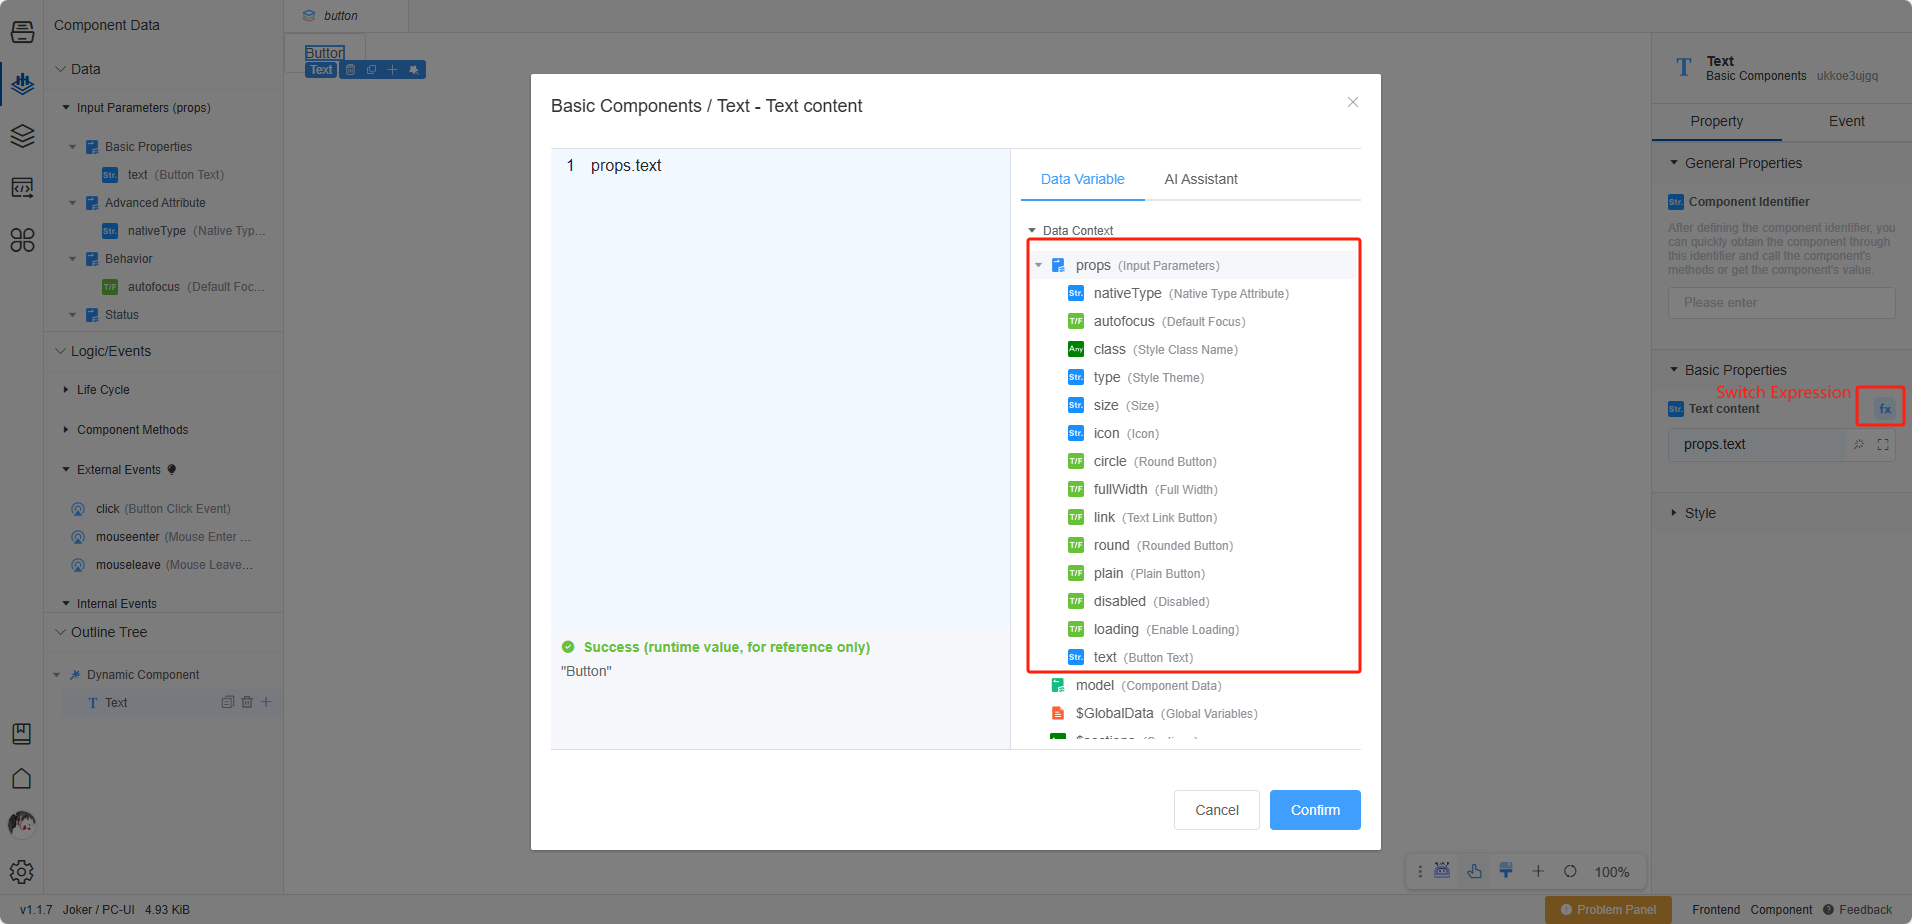 Component Data
button
Data
Input Parameters (props)
Basic Properties
Str. text (Button Text)
Advanced Attribute
Str. nativeType (Native Typ...
Behavior
T/F autofocus (Default Foc...
Status
Logic/Events
Life Cycle
Component Methods
External Events
click (Button Click Event)
mouseenter (Mouse Enter ...
mouseleave (Mouse Leave...
Internal Events
Outline Tree
Dynamic Component
T Text
Button
Text
Basic Components / Text - Text content
1 props.text
Success (runtime value, for reference only)
"Button"
Data Variable AI Assistant
Data Context
props (Input Parameters)
Str. nativeType (Native Type Attribute)
T/F autofocus (Default Focus)
Any class (Style Class Name)
Str. type (Style Theme)
Str. size (Size)
Str. icon (Icon)
T/F circle (Round Button)
T/F fullWidth (Full Width)
T/F link (Text Link Button)
T/F round (Rounded Button)
T/F plain (Plain Button)
T/F disabled (Disabled)
T/F loading (Enable Loading)
Str. text (Button Text)
model (Component Data)
$GlobalData (Global Variables)
Cancel Confirm
T Text
Basic Components ukkoe3ujgq
Property Event
General Properties
Str. Component Identifier
After defining the component identifier, you
can quickly obtain the component through
this identifier and call the component's
methods or get the component's value.
Please enter
Basic Properties
Switch Expression
Str. Text content fx
props.text
Style
100%
v1.1.7 Joker / PC-UI 4.93 KiB
Problem Panel Frontend Component Feedback